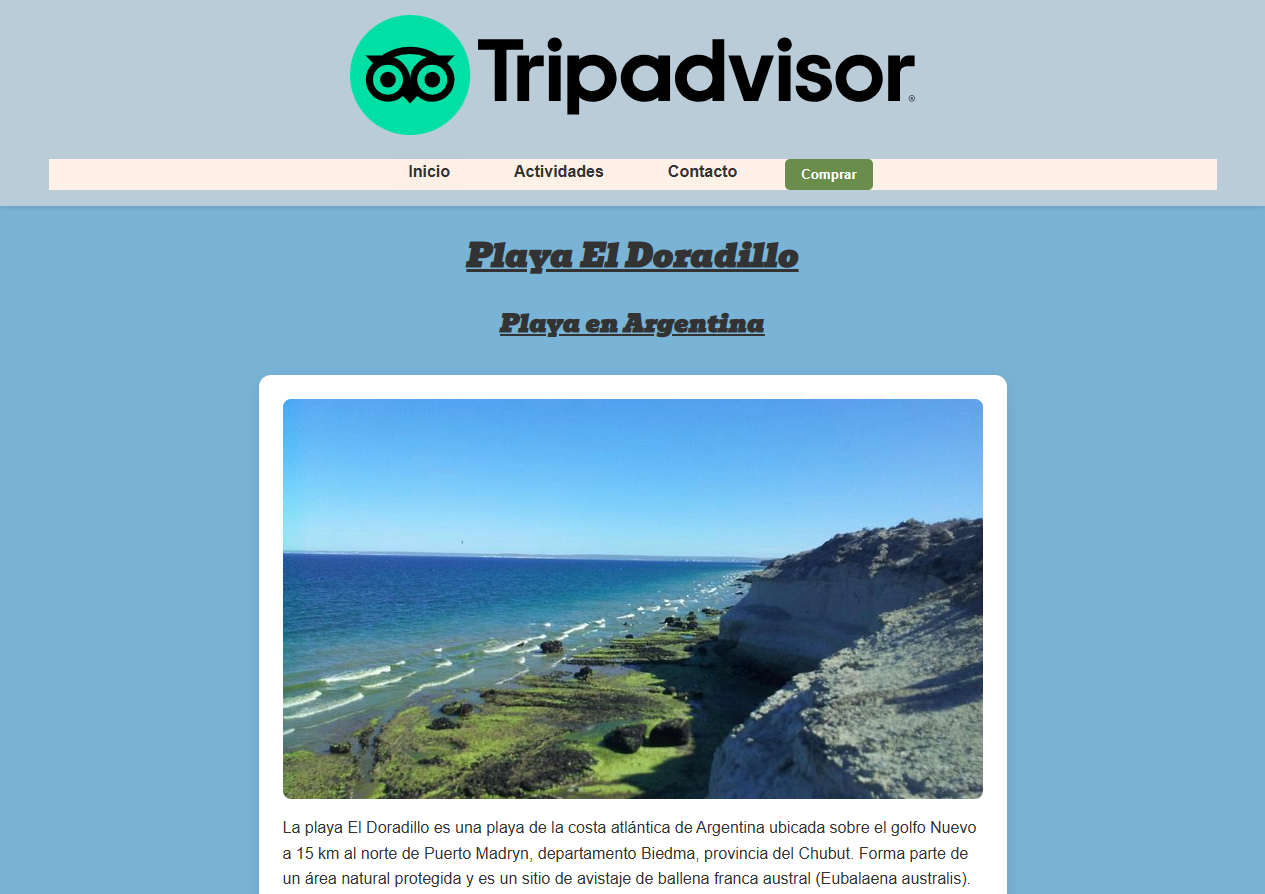 Tripadvisor®
Inicio Actividades Contacto Comprar
Playa El Doradillo
Playa en Argentina
La playa El Doradillo es una playa de la costa atlántica de Argentina ubicada sobre el golfo Nuevo
a 15 km al norte de Puerto Madryn, departamento Biedma, provincia del Chubut. Forma parte de
un área natural protegida y es un sitio de avistaje de ballena franca austral (Eubalaena australis).